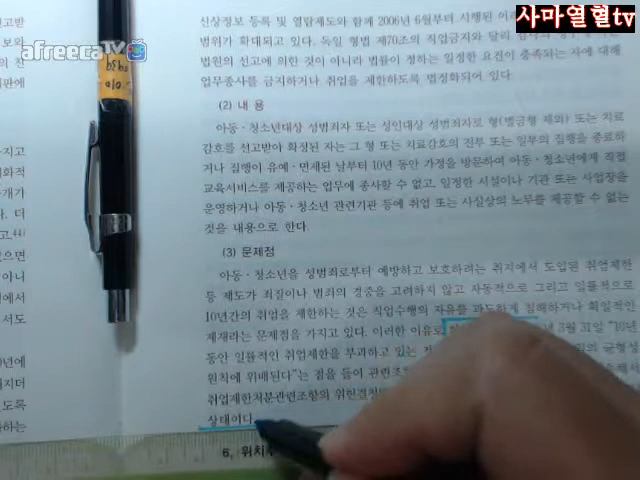 사마열혈tv
afreecaTV
신상정보 등록 및 열람제도와 함께 2006년 6월부터 시행된
범위가 확대되고 있다. 독일 형법 제70조의 직업금지와 달리
법원의 선고에 의한 것이 아니라 법률이 정하는 일정한 요건이 충족되는 자에 대해
업무종사를 금지하거나 취업을 제한하도록 법정화되어 있다.
(2) 내 용
아동·청소년대상 성범죄자 또는 성인대상 성범죄자로 형(벌금형 제외) 또는 치료
감호를 선고받아 확정된 자는 그 형 또는 치료감호의 전부 또는 일부의 집행을 종료하
거나 집행이 유예·면제된 날부터 10년 동안 가정을 방문하여 아동·청소년에게 직접
교육서비스를 제공하는 업무에 종사할 수 없고, 일정한 시설이나 기관 또는 사업장을
운영하거나 아동·청소년 관련기관 등에 취업 또는 사실상의 노무를 제공할 수 없는
것을 내용으로 한다.
(3) 문제점
아동·청소년을 성범죄로부터 예방하고 보호하려는 취지에서 도입된 취업제한
등 제도가 죄질이나 범죄의 경중을 고려하지 않고 자동적으로 그리고 일률적으로
10년간의 취업을 제한하는 것은 직업수행의 자유를 과도하게 침해하거나 획일적인
제재라는 문제점을 가지고 있다. 이러한 이유로 년 3월 31일 "10년
동안 일률적인 취업제한을 부과하고 있는 의 균형성
원칙에 위배된다"는 점을 들어 관련조 에서
취업제한처분관련조항의 위헌결정
상태이다.
6. 위치